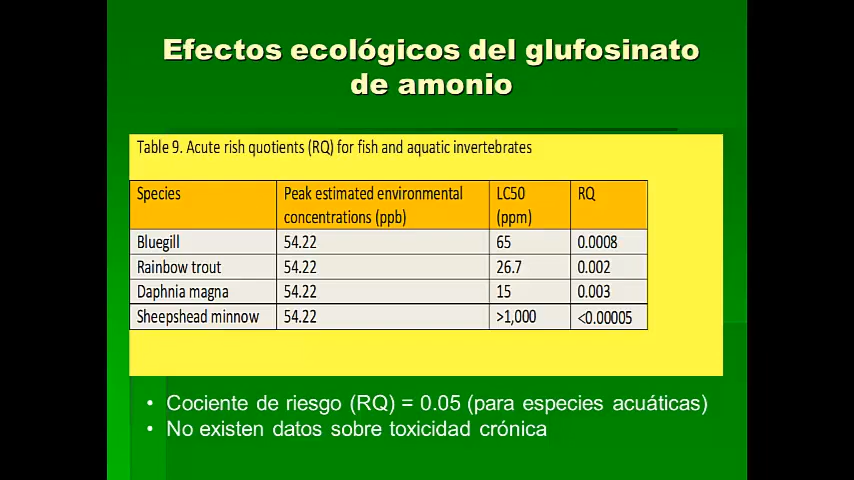 Efectos ecológicos del glufosinato
de amonio
Table 9. Acute rish quotients (RQ) for fish and aquatic invertebrates
Species Peak estimated environmental concentrations (ppb) LC50 (ppm) RQ
Bluegill 54.22 65 0.0008
Rainbow trout 54.22 26.7 0.002
Daphnia magna 54.22 15 0.003
Sheepshead minnow 54.22 >1,000 <0.00005
• Cociente de riesgo (RQ) = 0.05 (para especies acuáticas)
• No existen datos sobre toxicidad crónica